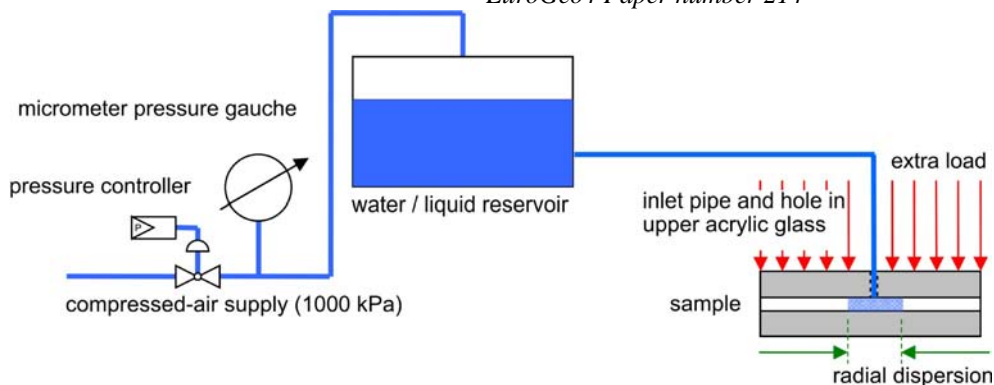 micrometer pressure gauche
pressure controller
P
water / liquid reservoir
compressed-air supply (1000 kPa)
extra load
inlet pipe and hole in
upper acrylic glass
sample
radial dispersion